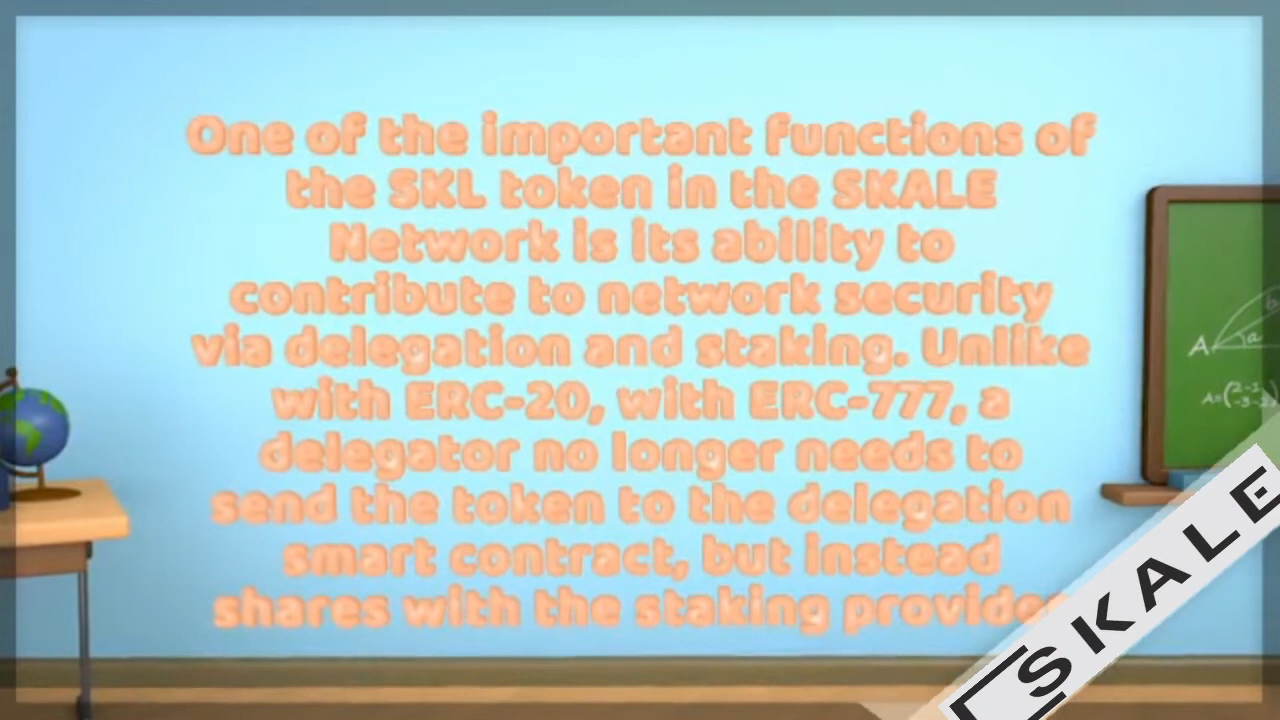 One of the important functions of
the SKL token in the SKALE
Network is its ability to
contribute to network security
via delegation and staking. Unlike
with ERC-20, with ERC-777, a
delegator no longer needs to
send the token to the delegation
smart contract, but instead
shares with the staking provider
A
a
SKALE